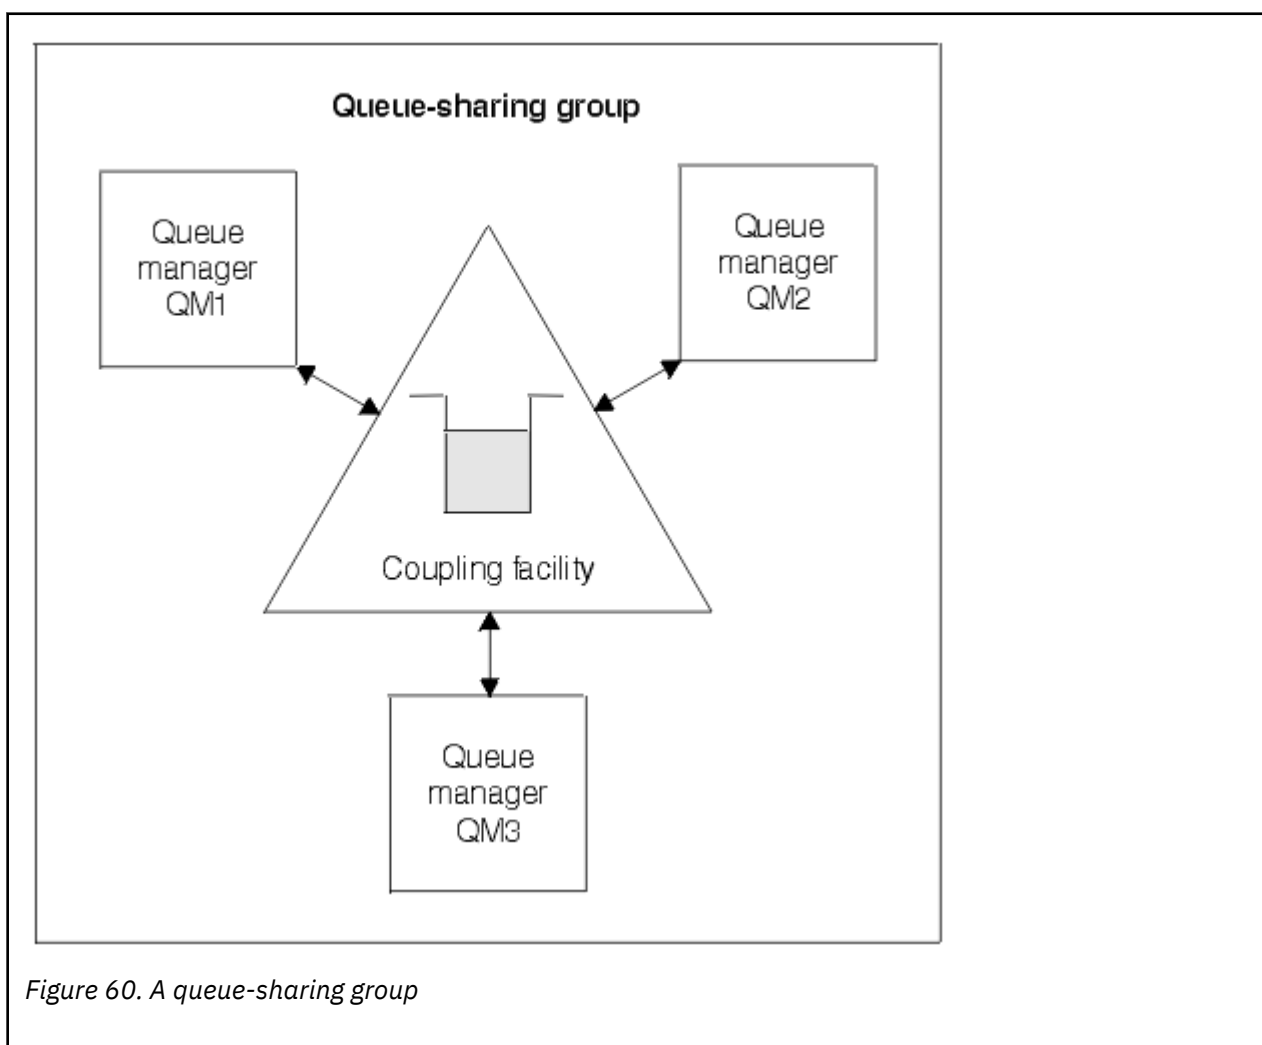 Queue-sharing group
Queue
manager
QM1
Queue
manager
QM2
Coupling facility
Queue
manager
QM3
Figure 60. A queue-sharing group